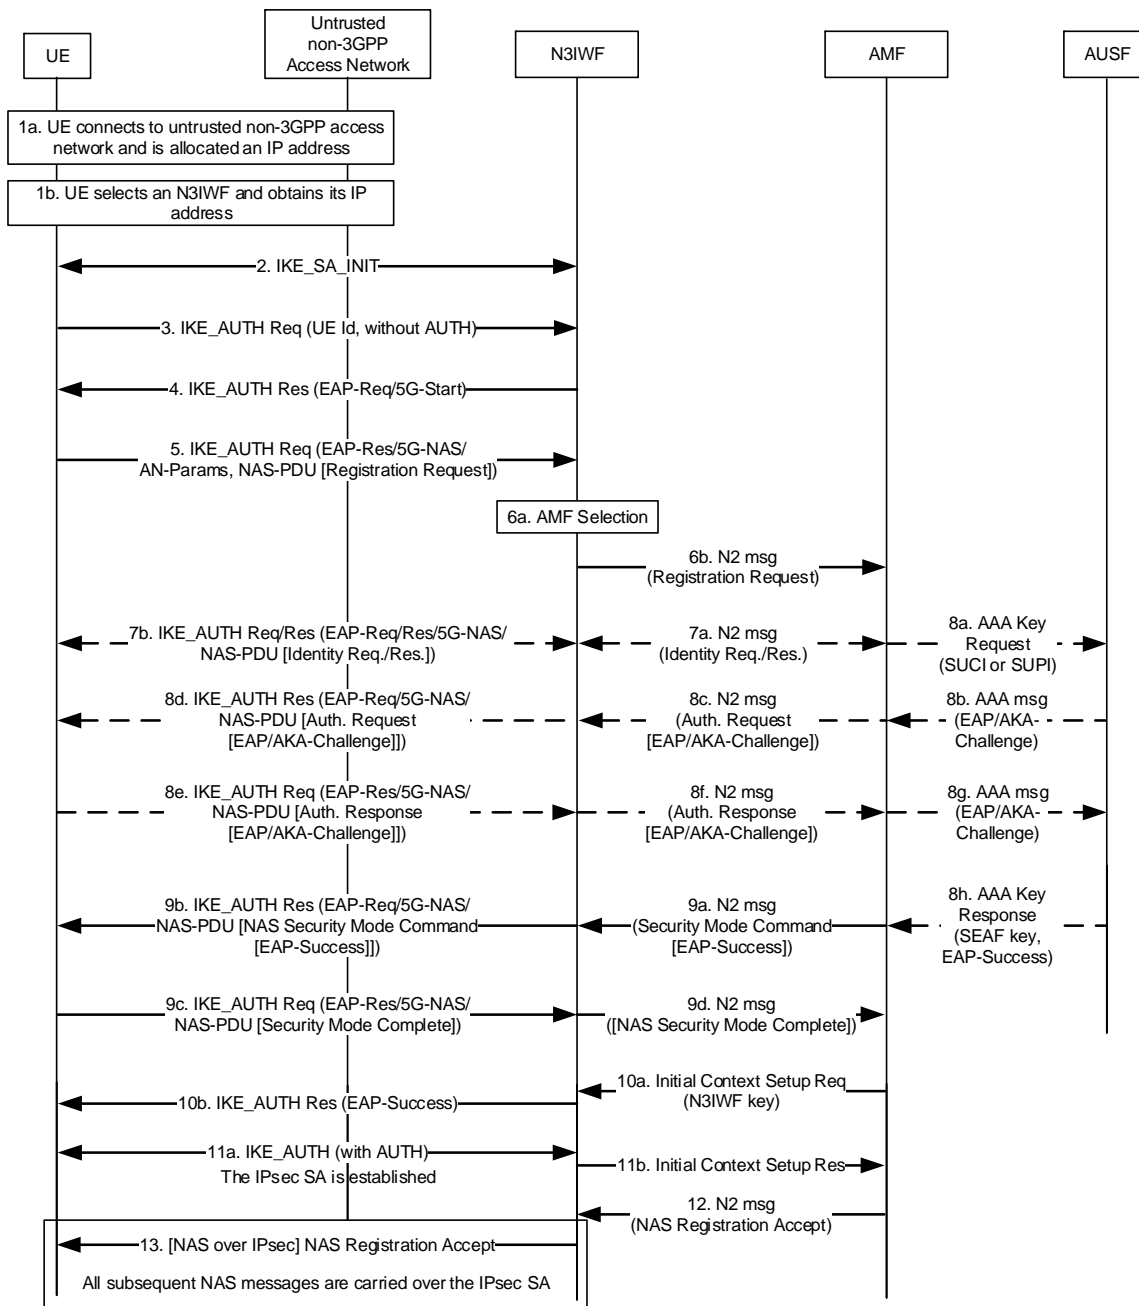 UE
Untrusted
non-3GPP
Access Network
N3IWF
AMF
AUSF
1a. UE connects to untrusted non-3GPP access
network and is allocated an IP address
1b. UE selects an N3IWF and obtains its IP
address
2. IKE_SA_INIT
3. IKE_AUTH Req (UE Id, without AUTH)
4. IKE_AUTH Res (EAP-Req/5G-Start)
5. IKE_AUTH Req (EAP-Res/5G-NAS/
AN-Params, NAS-PDU [Registration Request])
6a. AMF Selection
6b. N2 msg
(Registration Request)
7b. IKE_AUTH Req/Res (EAP-Req/Res/5G-NAS/
NAS-PDU [Identity Req./Res.])
7a. N2 msg
(Identity Req./Res.)
8a. AAA Key
Request
(SUCI or SUPI)
8d. IKE_AUTH Res (EAP-Req/5G-NAS/
NAS-PDU [Auth. Request
[EAP/AKA-Challenge]])
8c. N2 msg
(Auth. Request
[EAP/AKA-Challenge])
8b. AAA msg
(EAP/AKA-
Challenge)
8e. IKE_AUTH Req (EAP-Res/5G-NAS/
NAS-PDU [Auth. Response
[EAP/AKA-Challenge]])
8f. N2 msg
(Auth. Response
[EAP/AKA-Challenge])
8g. AAA msg
(EAP/AKA-
Challenge)
8h. AAA Key
Response
(SEAF key,
EAP-Success)
9b. IKE_AUTH Res (EAP-Req/5G-NAS/
NAS-PDU [NAS Security Mode Command
[EAP-Success]])
9a. N2 msg
(Security Mode Command
[EAP-Success])
9c. IKE_AUTH Req (EAP-Res/5G-NAS/
NAS-PDU [Security Mode Complete])
9d. N2 msg
([NAS Security Mode Complete])
10a. Initial Context Setup Req
(N3IWF key)
10b. IKE_AUTH Res (EAP-Success)
11a. IKE_AUTH (with AUTH)
The IPsec SA is established
11b. Initial Context Setup Res
12. N2 msg
(NAS Registration Accept)
13. [NAS over IPsec] NAS Registration Accept
All subsequent NAS messages are carried over the IPsec SA